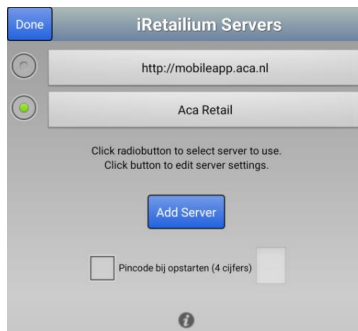 Done
iRetailium Servers
http://mobileapp.aca.nl
Aca Retail
Click radiobutton to select server to use.
Click button to edit server settings.
Add Server
Pincode bij opstarten (4 cijfers)
i